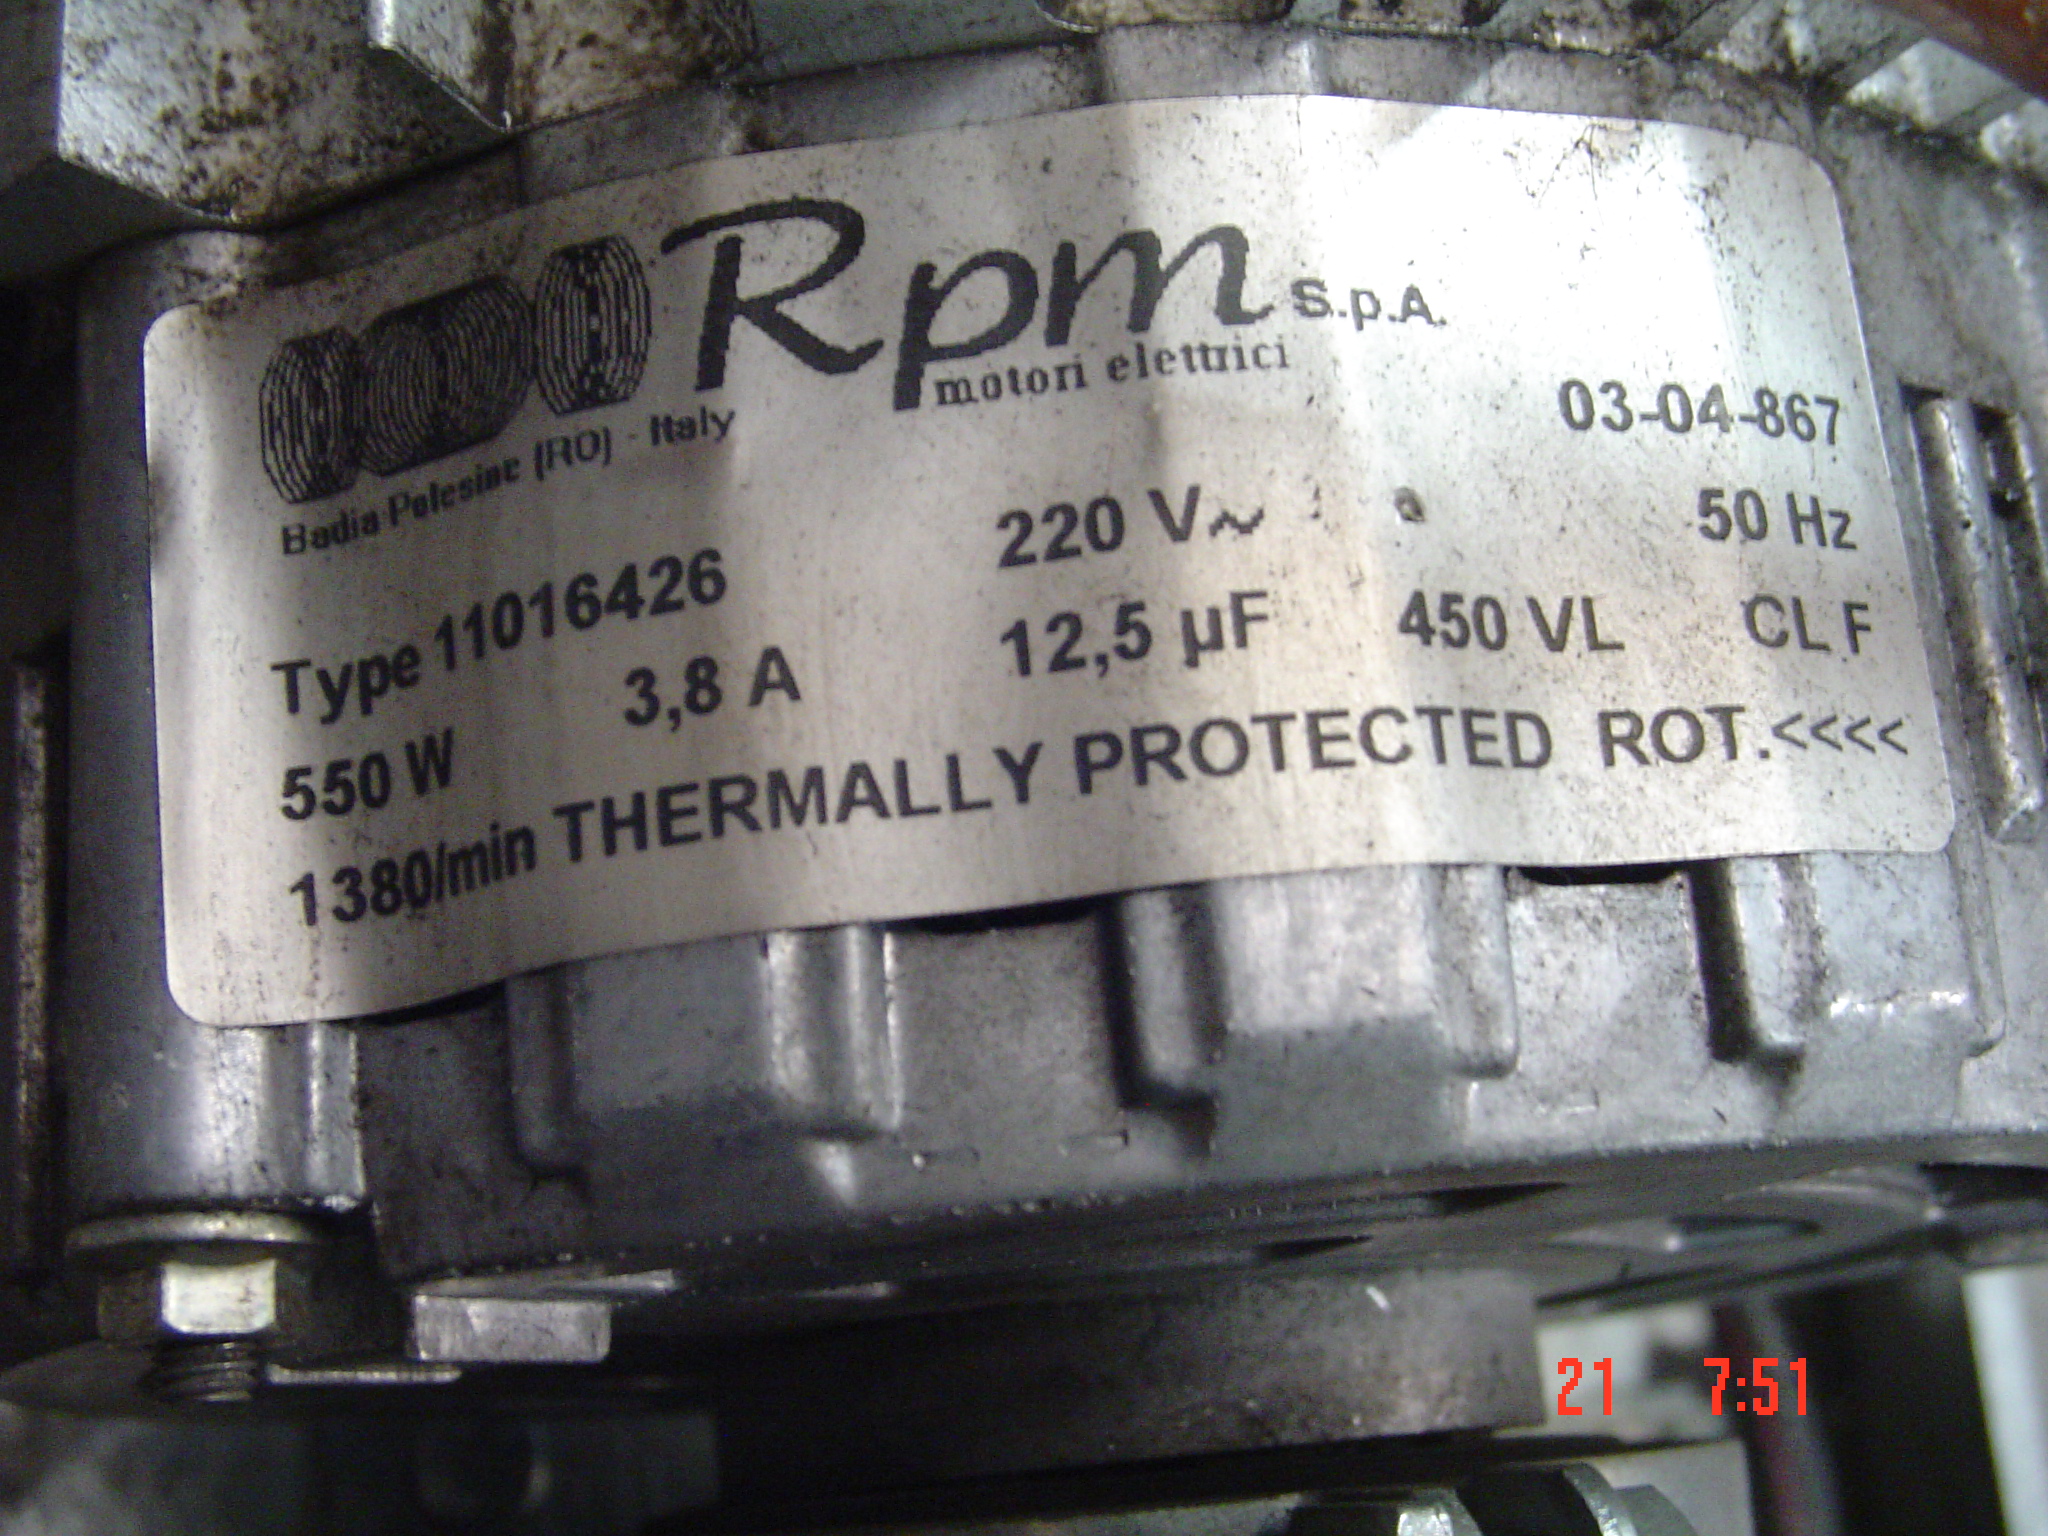 Rpm S.p.A.
motori elettrici
Badia Polesine (RO) - Italy
03-04-867
Type 11016426 220 V~ 50 Hz
550 W 3,8 A 12,5 µF 450 VL CL F
1380/min THERMALLY PROTECTED ROT.<<<<
21 7:51